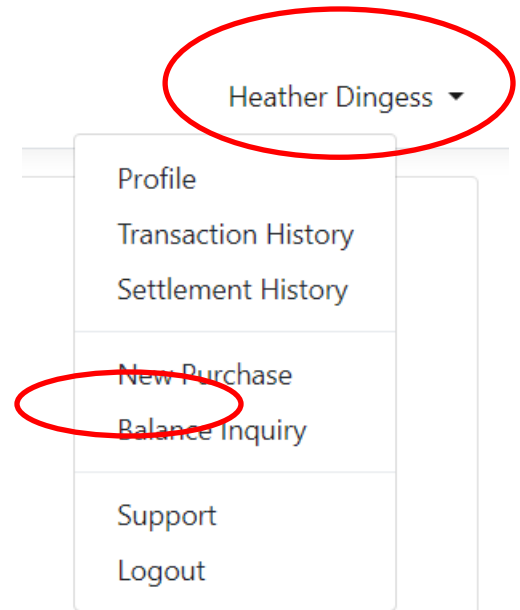 Heather Dingess
Profile
Transaction History
Settlement History
New Purchase
Balance Inquiry
Support
Logout